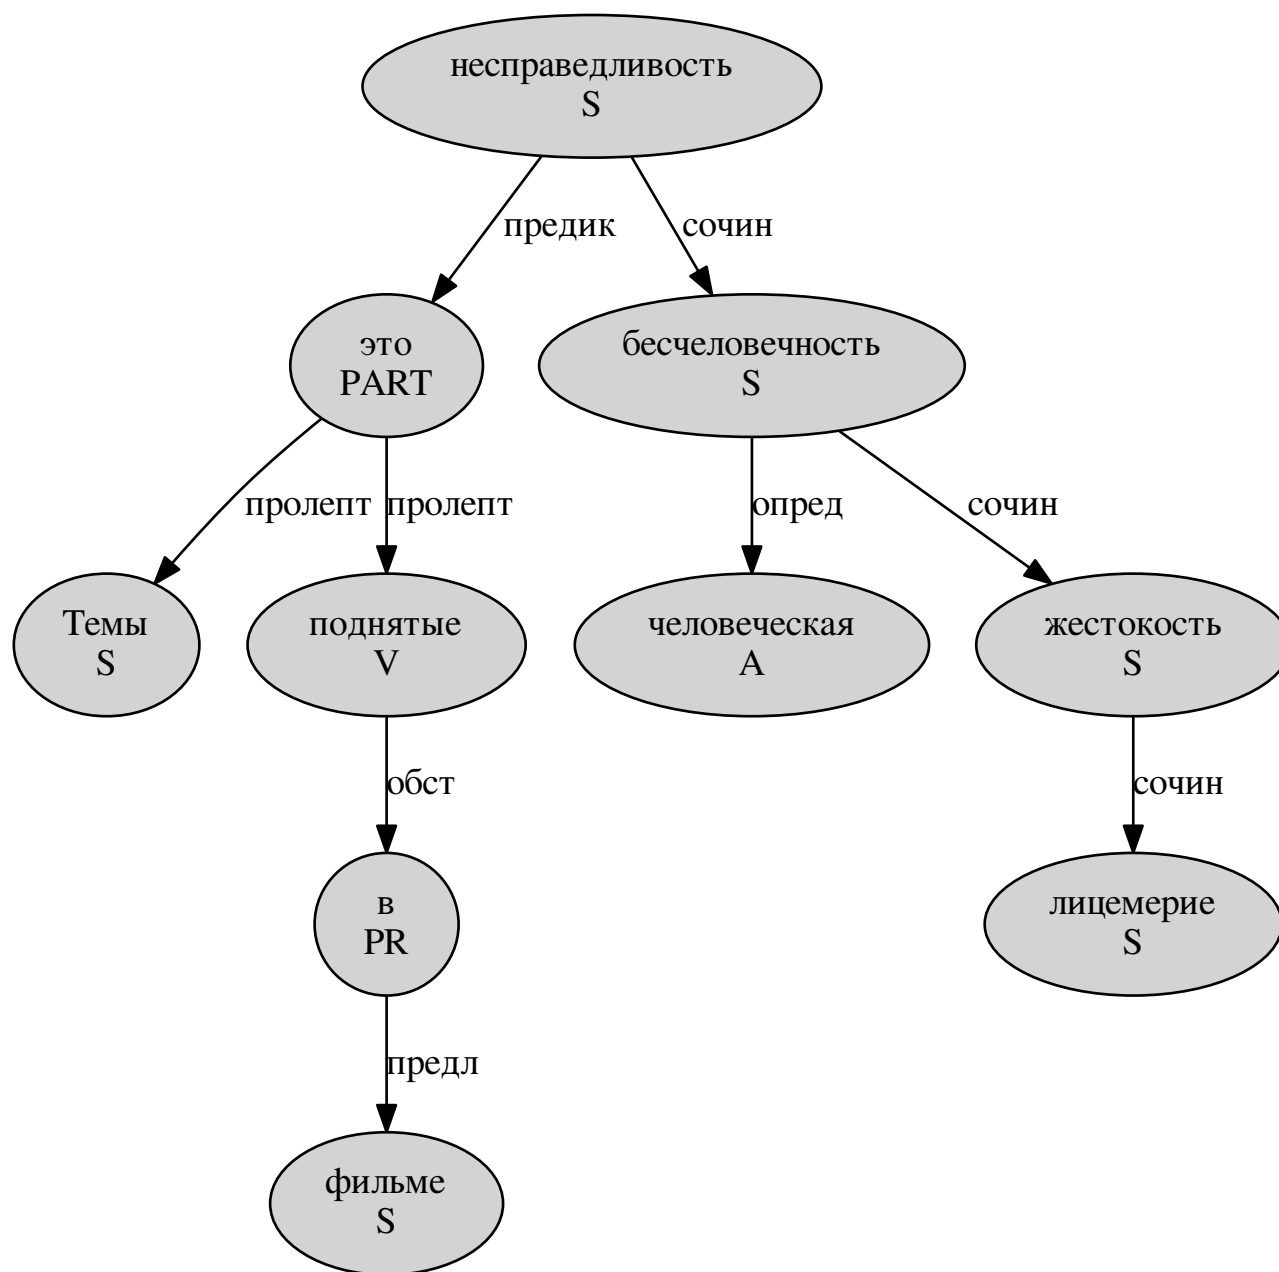 несправедливость
S
предик
сочин
это
PART
бесчеловечность
S
пролепт
пролепт
опред
сочин
Темы
S
поднятые
V
человеческая
A
жестокость
S
обст
сочин
в
PR
лицемерие
S
предл
фильме
S